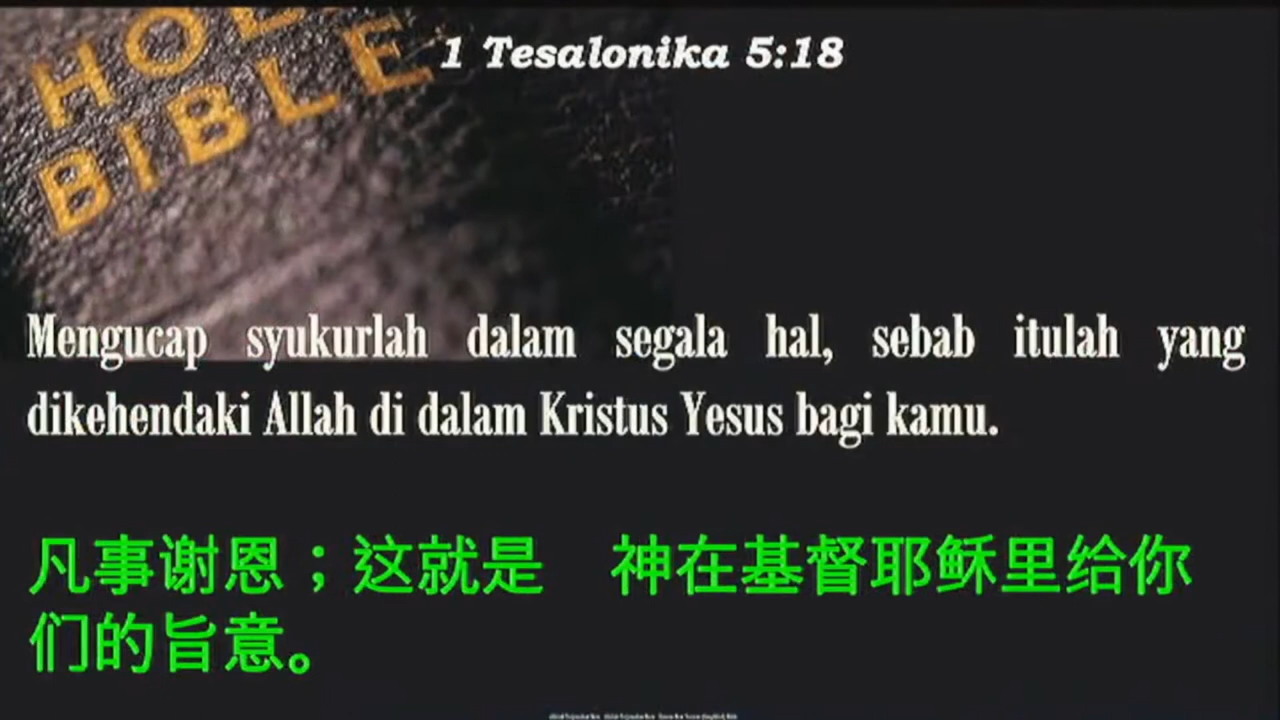 HOL
BIBLE
1 Tesalonika 5:18
Mengucap syukurlah dalam segala hal, sebab itulah yang
dikehendaki Allah di dalam Kristus Yesus bagi kamu.
凡事谢恩；这就是　神在基督耶稣里给你
们的旨意。